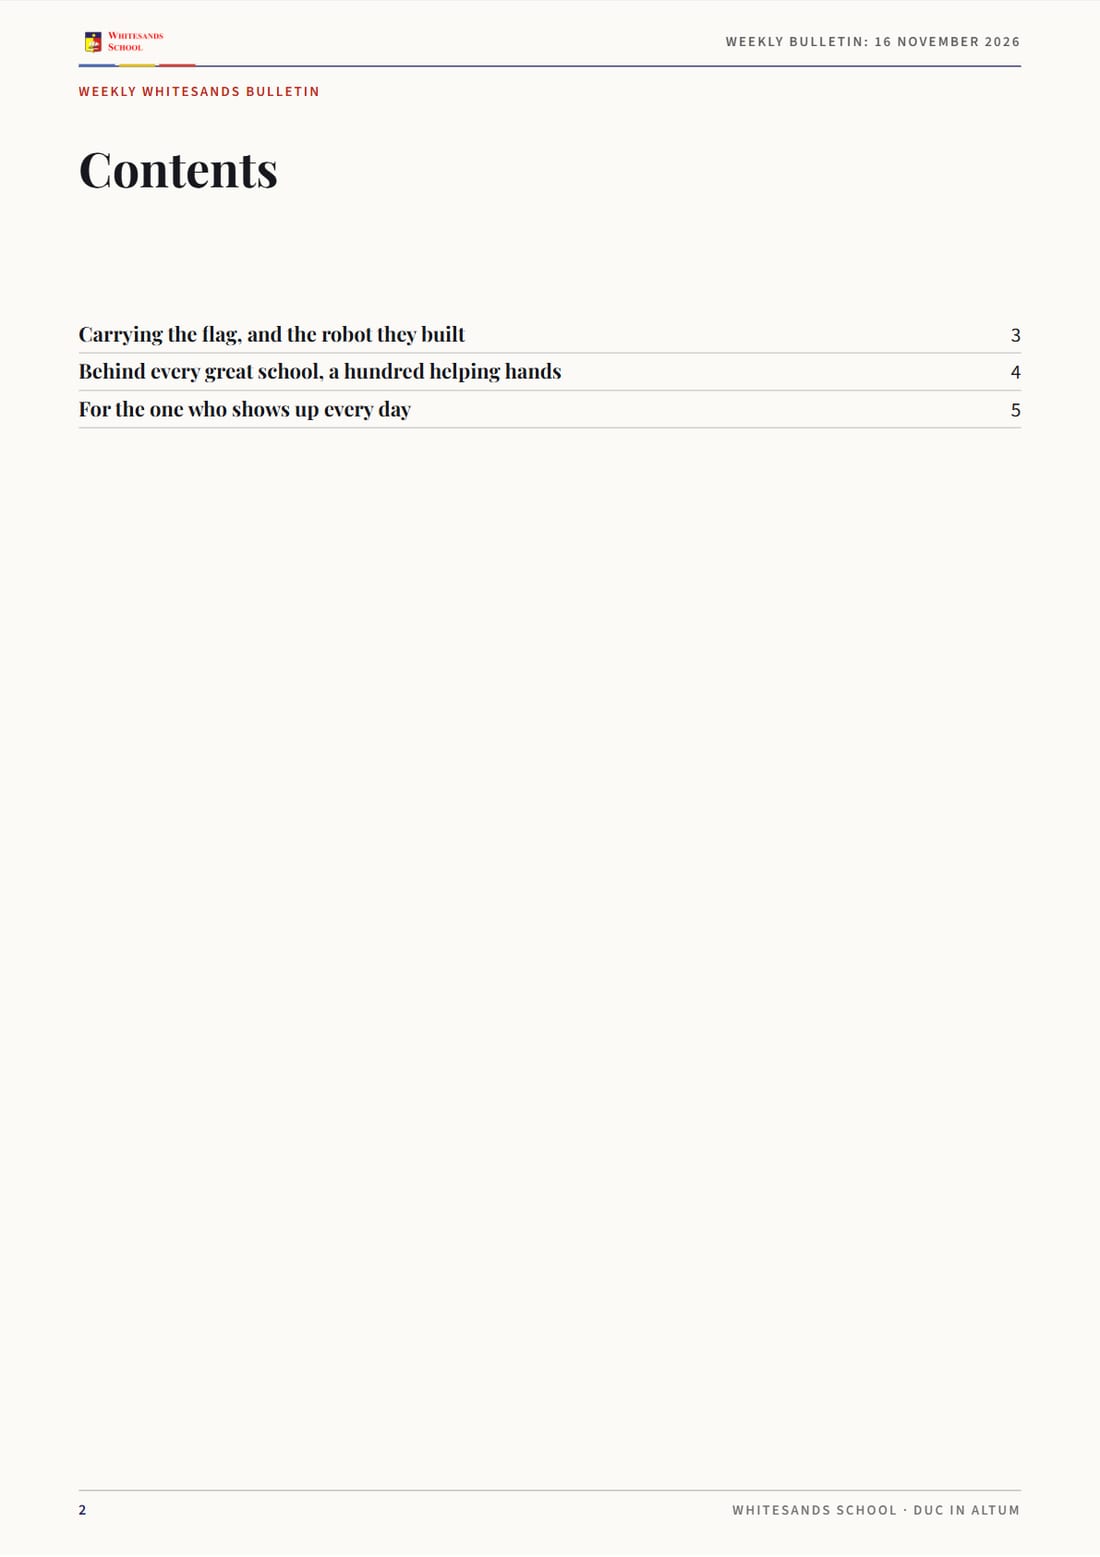 WHITESANDS
SCHOOL
WEEKLY BULLETIN: 16 NOVEMBER 2026
WEEKLY WHITESANDS BULLETIN
Contents
Carrying the flag, and the robot they built 3
Behind every great school, a hundred helping hands 4
For the one who shows up every day 5
2 WHITESANDS SCHOOL · DUC IN ALTUM